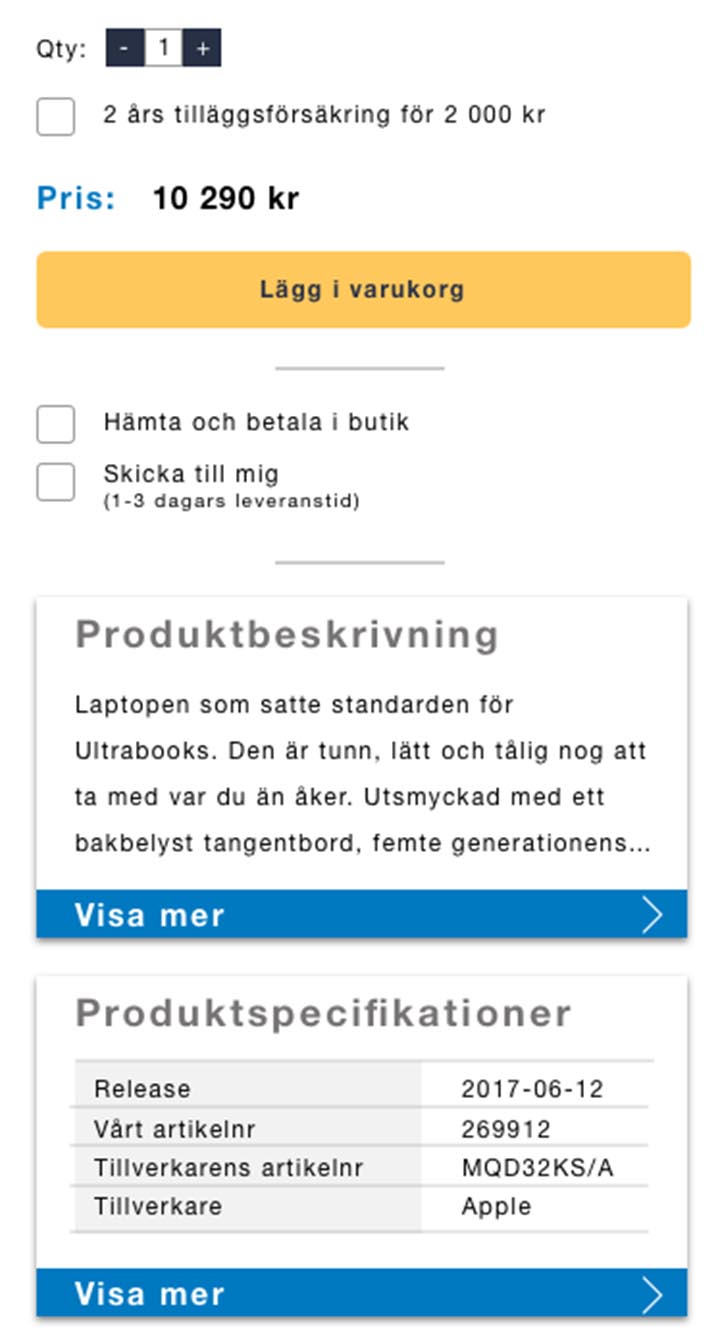 Qty: - 1 +
2 års tilläggsförsäkring för 2 000 kr
Pris: 10 290 kr
Lägg i varukorg
Hämta och betala i butik
Skicka till mig
(1-3 dagars leveranstid)
Produktbeskrivning
Laptopen som satte standarden för
Ultrabooks. Den är tunn, lätt och tålig nog att
ta med var du än åker. Utsmyckad med ett
bakbelyst tangentbord, femte generationens...
Visa mer
Produktspecifikationer
Release 2017-06-12
Vårt artikelnr 269912
Tillverkarens artikelnr MQD32KS/A
Tillverkare Apple
Visa mer